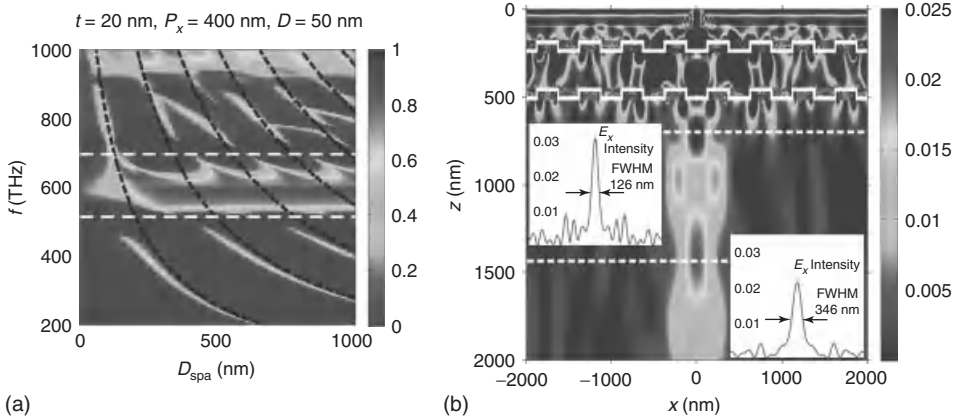 t = 20 nm, Pₓ = 400 nm, D = 50 nm
1000
800
600
400
200
f (THz)
0
500
1000
D_spa (nm)
1
0.8
0.6
0.4
0.2
0
(a)
0
500
1000
1500
2000
z (nm)
−2000
−1000
0
1000
2000
x (nm)
0.03
0.02
0.01
Eₓ
Intensity
FWHM
126 nm
0.03
0.02
0.01
Eₓ Intensity
FWHM
346 nm
0.025
0.020
0.015
0.010
0.005
(b)